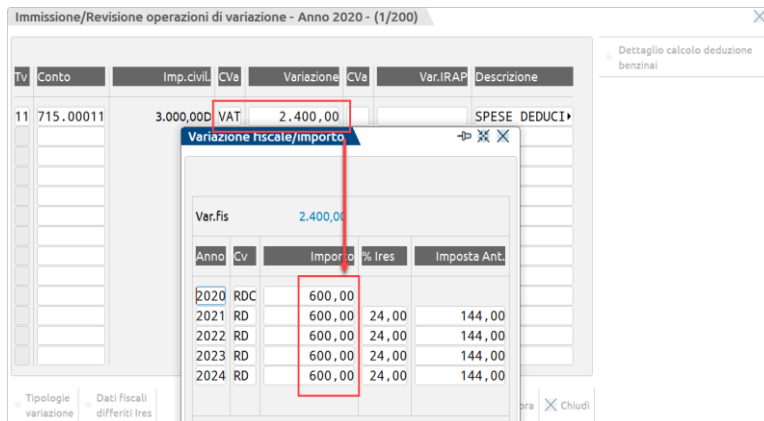 Immissione/Revisione operazioni di variazione - Anno 2020 - (1/200)
Dettaglio calcolo deduzione
benzinai
Tv Conto Imp.civil. CVa Variazione CVa Var.IRAP Descrizione
11 715.00011 3.000,00D VAT 2.400,00 SPESE DEDUCI
Variazione fiscale/importo
Var.fis 2.400,00
Anno Cv Importo % Ires Imposta Ant.
2020 RDC 600,00
2021 RD 600,00 24,00 144,00
2022 RD 600,00 24,00 144,00
2023 RD 600,00 24,00 144,00
2024 RD 600,00 24,00 144,00
Tipologie
variazione
Dati fiscali
differiti Ires
Chiudi